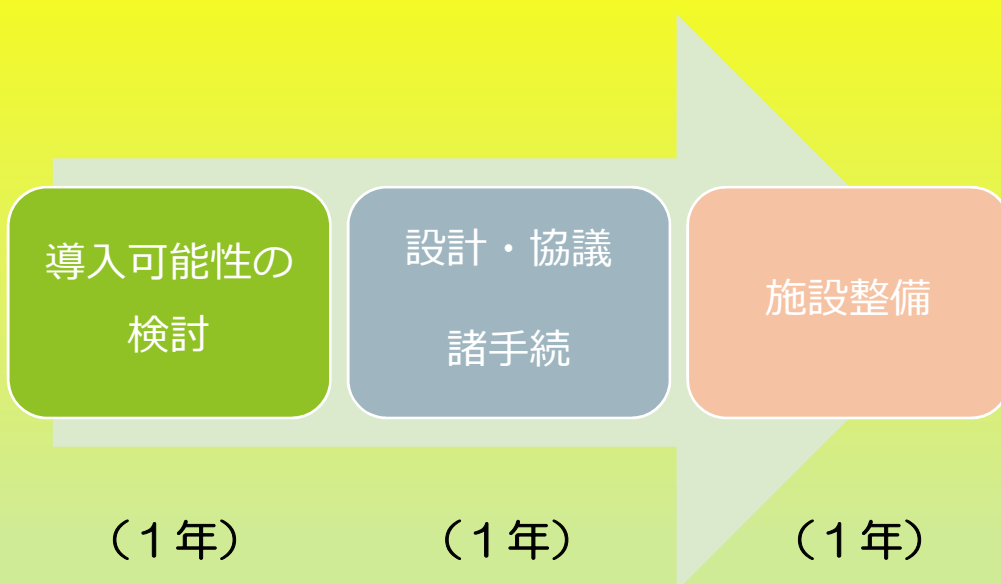 導入可能性の
検討
設計・協議
諸手続
施設整備
（１年）
（１年）
（１年）